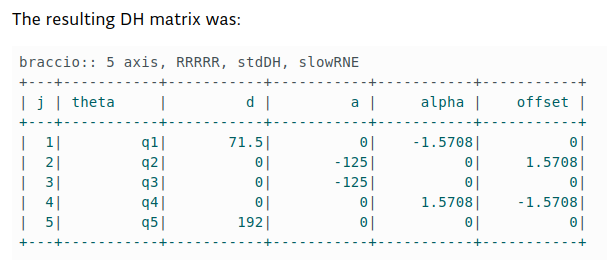 The resulting DH matrix was:
braccio:: 5 axis, RRRRR, stdDH, slowRNE
+---+-----------+-----------+-----------+-----------+-----------+
| j | theta     |         d |         a |     alpha |    offset |
+---+-----------+-----------+-----------+-----------+-----------+
|  1|         q1|       71.5|          0|    -1.5708|          0|
|  2|         q2|          0|       -125|          0|     1.5708|
|  3|         q3|          0|       -125|          0|          0|
|  4|         q4|          0|          0|     1.5708|    -1.5708|
|  5|         q5|        192|          0|          0|          0|
+---+-----------+-----------+-----------+-----------+-----------+